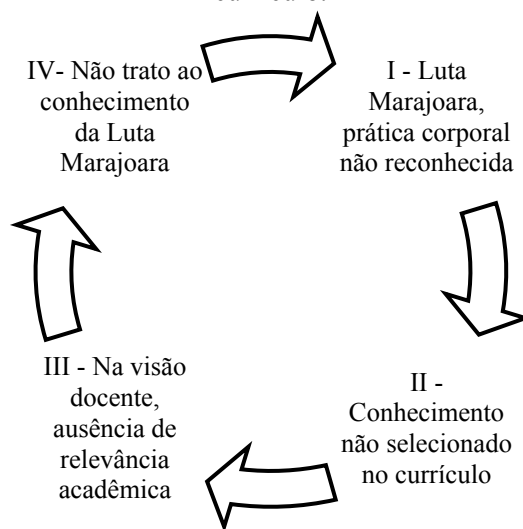 IV- Não trato ao
conhecimento
da Luta
Marajoara
I - Luta
Marajoara,
prática corporal
não reconhecida
III - Na visão
docente,
ausência de
relevância
acadêmica
II -
Conhecimento
não selecionado
no currículo